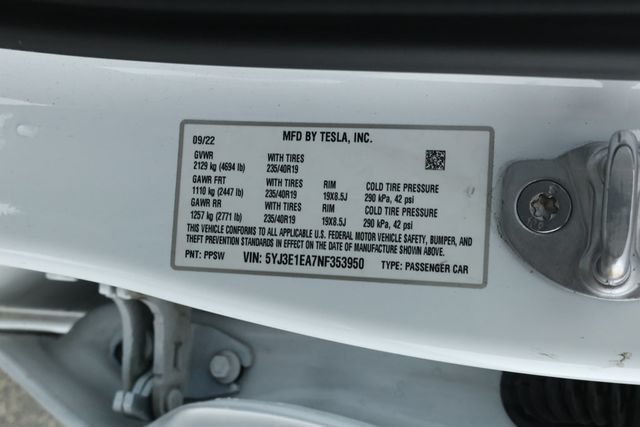 09/22 MFD BY TESLA, INC.
GVWR WITH TIRES
2129 kg (4694 lb) 235/40R19
GAWR FRT WITH TIRES RIM COLD TIRE PRESSURE
1110 kg (2447 lb) 235/40R19 19X8.5J 290 kPa, 42 psi
GAWR RR WITH TIRES RIM COLD TIRE PRESSURE
1257 kg (2771 lb) 235/40R19 19X8.5J 290 kPa, 42 psi
THIS VEHICLE CONFORMS TO ALL APPLICABLE U.S. FEDERAL MOTOR VEHICLE SAFETY, BUMPER, AND
THEFT PREVENTION STANDARDS IN EFFECT ON THE DATE OF MANUFACTURE SHOWN ABOVE.
PNT: PPSW VIN: 5YJ3E1EA7NF353950 TYPE: PASSENGER CAR